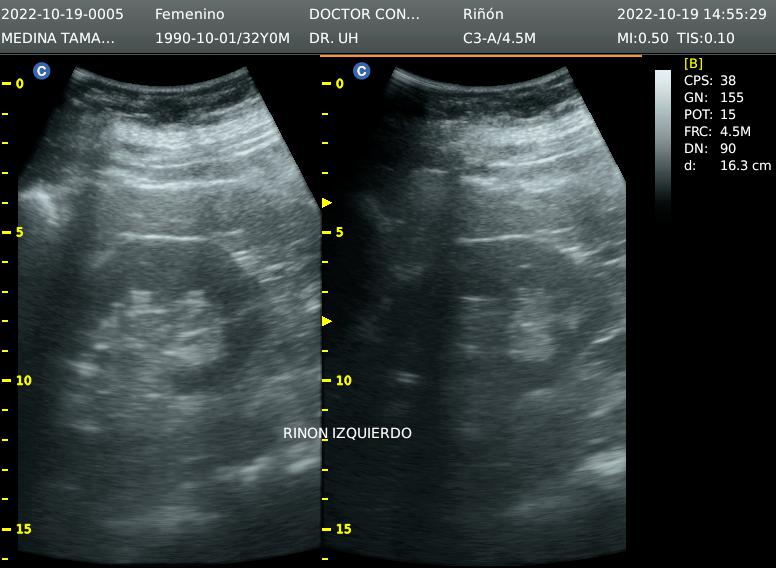 2022-10-19-0005 Femenino DOCTOR CON... Riñón 2022-10-19 14:55:29
MEDINA TAMA... 1990-10-01/32Y0M DR. UH C3-A/4.5M MI:0.50 TIS:0.10
C C
[B]
CPS: 38
GN: 155
POT: 15
FRC: 4.5M
DN: 90
d: 16.3 cm
0 0
5 5
10 10
RINON IZQUIERDO
15 15